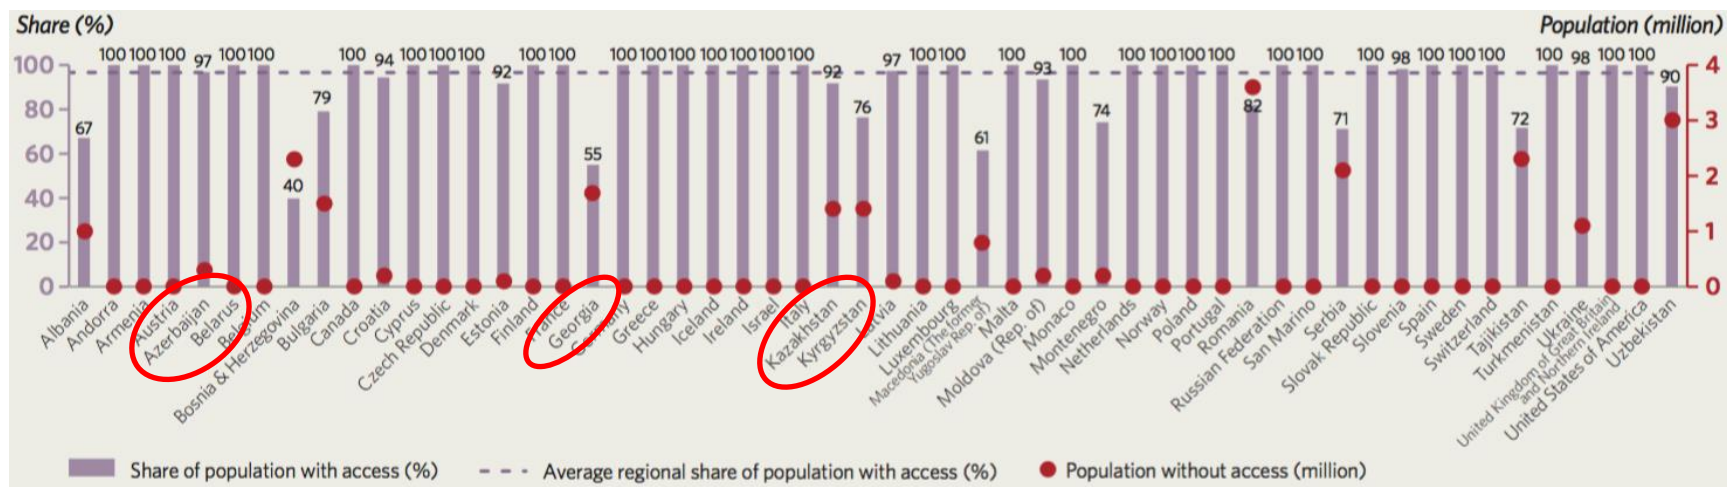 Share (%)
Population (million)
100 100 100 97 100 100 100 94 100 100 100 92 100 100 100 100 100 100 100 100 100 92 97 100 100 100 93 100 100 100 100 100 100 100 100 98 100 100 100 100 98 100 100 90
100
80
60
40
20
0
67
40
79
55
76
61
74
82
71
72
4
3
2
1
0
Albania
Andorra
Armenia
Austria
Azerbaijan
Belarus
Belgium
Bosnia & Herzegovina
Bulgaria
Canada
Croatia
Cyprus
Czech Republic
Denmark
Estonia
Finland
France
Georgia
Germany
Greece
Hungary
Iceland
Ireland
Israel
Italy
Kazakhstan
Kyrgyzstan
Latvia
Lithuania
Luxembourg
Macedonia (The former
Yugoslav Rep. of)
Malta
Moldova (Rep of)
Monaco
Montenegro
Netherlands
Norway
Poland
Portugal
Romania
Russian Federation
San Marino
Serbia
Slovak Republic
Slovenia
Spain
Sweden
Switzerland
Tajikistan
Turkmenistan
Ukraine
United Kingdom of Great Britain
and Northern Ireland
United States of America
Uzbekistan
Share of population with access (%)
Average regional share of population with access (%)
Population without access (million)